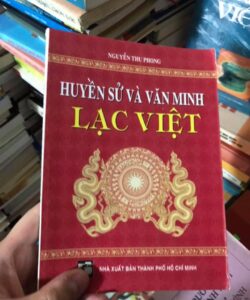 NGUYỄN THU PHONG
HUYỀN SỬ VÀ VĂN MINH
LẠC VIỆT
NHÀ XUẤT BẢN THÀNH PHỐ HỒ CHÍ MINH